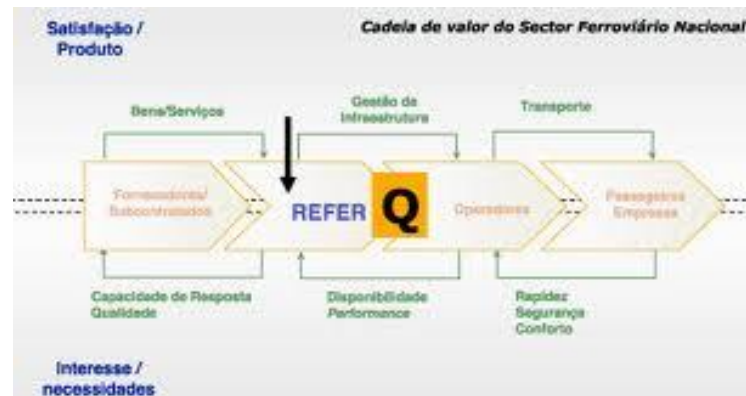 Satisfação /
Produto
Cadeia de valor do Sector Ferroviário Nacional
Bens/Serviços
Gestão da
Infraestrutura
Transporte
Fornecedores/
Subcontratados
REFER
Q
Operadores
Passageiros
Empresas
Capacidade de Resposta
Qualidade
Disponibilidade
Performance
Rapidez
Segurança
Conforto
Interesse /
necessidades